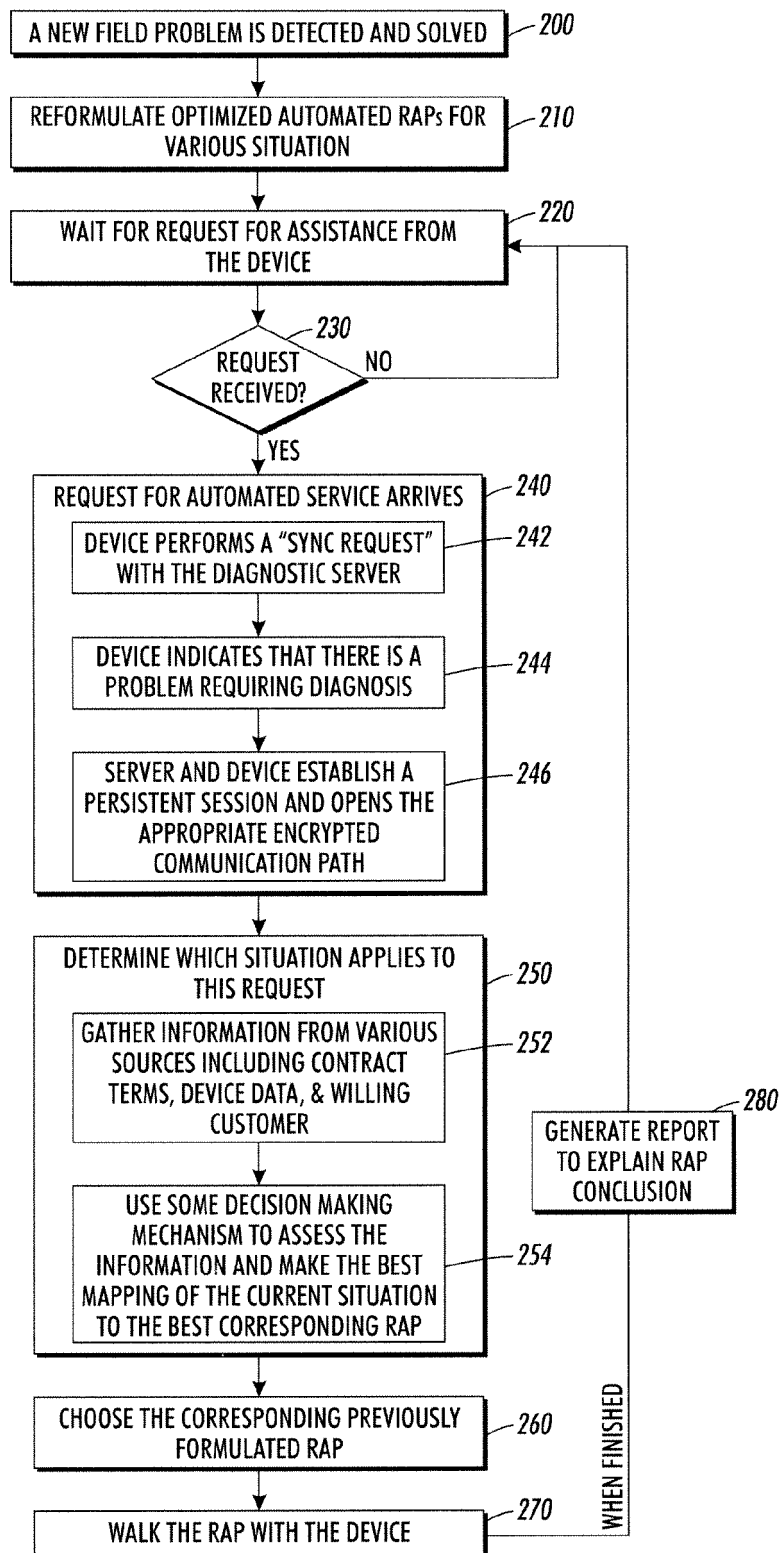 A NEW FIELD PROBLEM IS DETECTED AND SOLVED
200
REFORMULATE OPTIMIZED AUTOMATED RAPs FOR
VARIOUS SITUATION
210
WAIT FOR REQUEST FOR ASSISTANCE FROM
THE DEVICE
220
REQUEST
RECEIVED?
230
NO
YES
REQUEST FOR AUTOMATED SERVICE ARRIVES
240
DEVICE PERFORMS A “SYNC REQUEST”
WITH THE DIAGNOSTIC SERVER
242
DEVICE INDICATES THAT THERE IS A
PROBLEM REQUIRING DIAGNOSIS
244
SERVER AND DEVICE ESTABLISH A
PERSISTENT SESSION AND OPENS THE
APPROPRIATE ENCRYPTED
COMMUNICATION PATH
246
DETERMINE WHICH SITUATION APPLIES TO
THIS REQUEST
250
GATHER INFORMATION FROM VARIOUS
SOURCES INCLUDING CONTRACT
TERMS, DEVICE DATA, & WILLING
CUSTOMER
252
USE SOME DECISION MAKING
MECHANISM TO ASSESS THE
INFORMATION AND MAKE THE BEST
MAPPING OF THE CURRENT SITUATION
TO THE BEST CORRESPONDING RAP
254
CHOOSE THE CORRESPONDING PREVIOUSLY
FORMULATED RAP
260
WALK THE RAP WITH THE DEVICE
270
WHEN FINISHED
GENERATE REPORT
TO EXPLAIN RAP
CONCLUSION
280